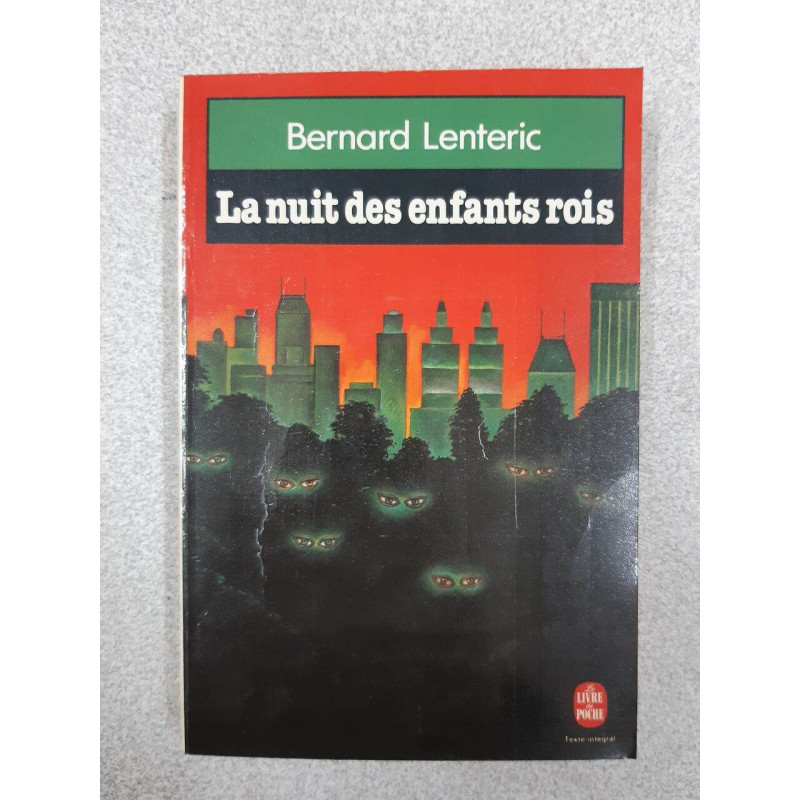 Bernard Lenteric
La nuit des enfants rois
Le
LIVRE
de
POCHE
Texte intégral